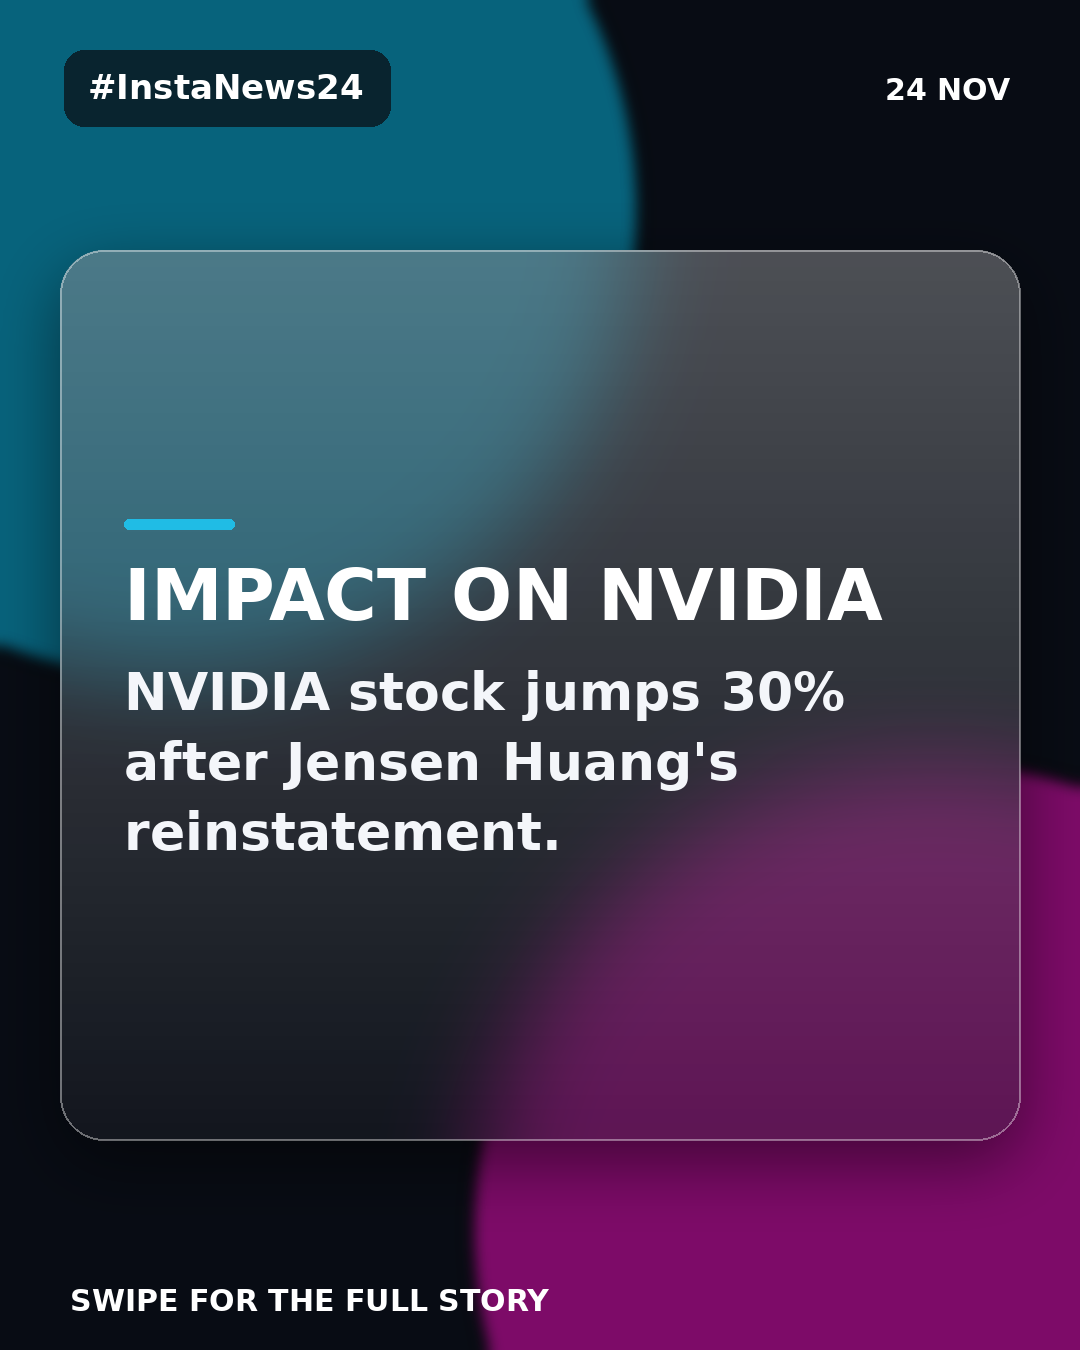 #InstaNews24
24 NOV
IMPACT ON NVIDIA
NVIDIA stock jumps 30%
after Jensen Huang's
reinstatement.
SWIPE FOR THE FULL STORY